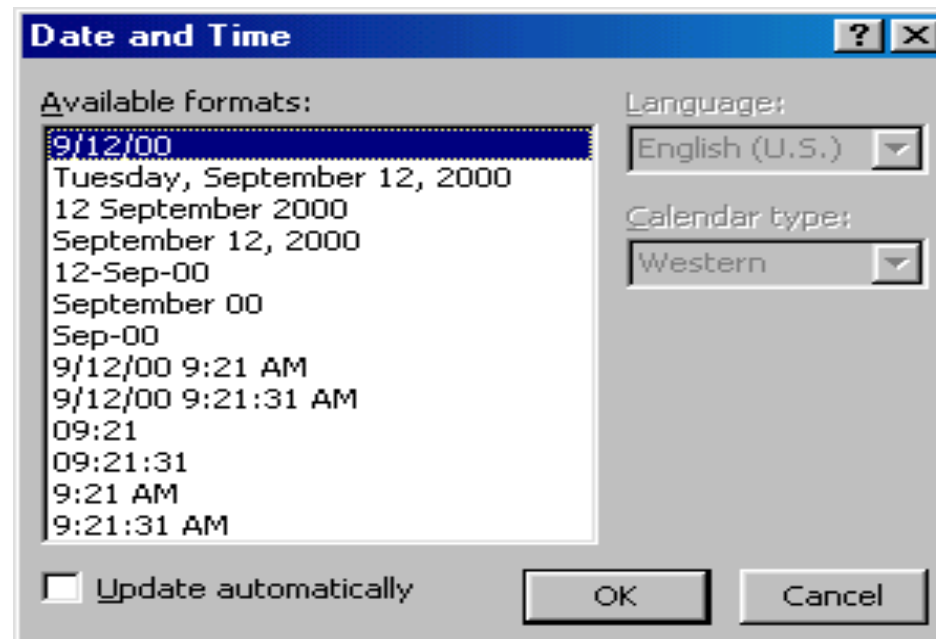 Date and Time
Available formats:
9/12/00
Tuesday, September 12, 2000
12 September 2000
September 12, 2000
12-Sep-00
September 00
Sep-00
9/12/00 9:21 AM
9/12/00 9:21:31 AM
09:21
09:21:31
9:21 AM
9:21:31 AM
Language:
English (U.S.)
Calendar type:
Western
Update automatically
OK
Cancel